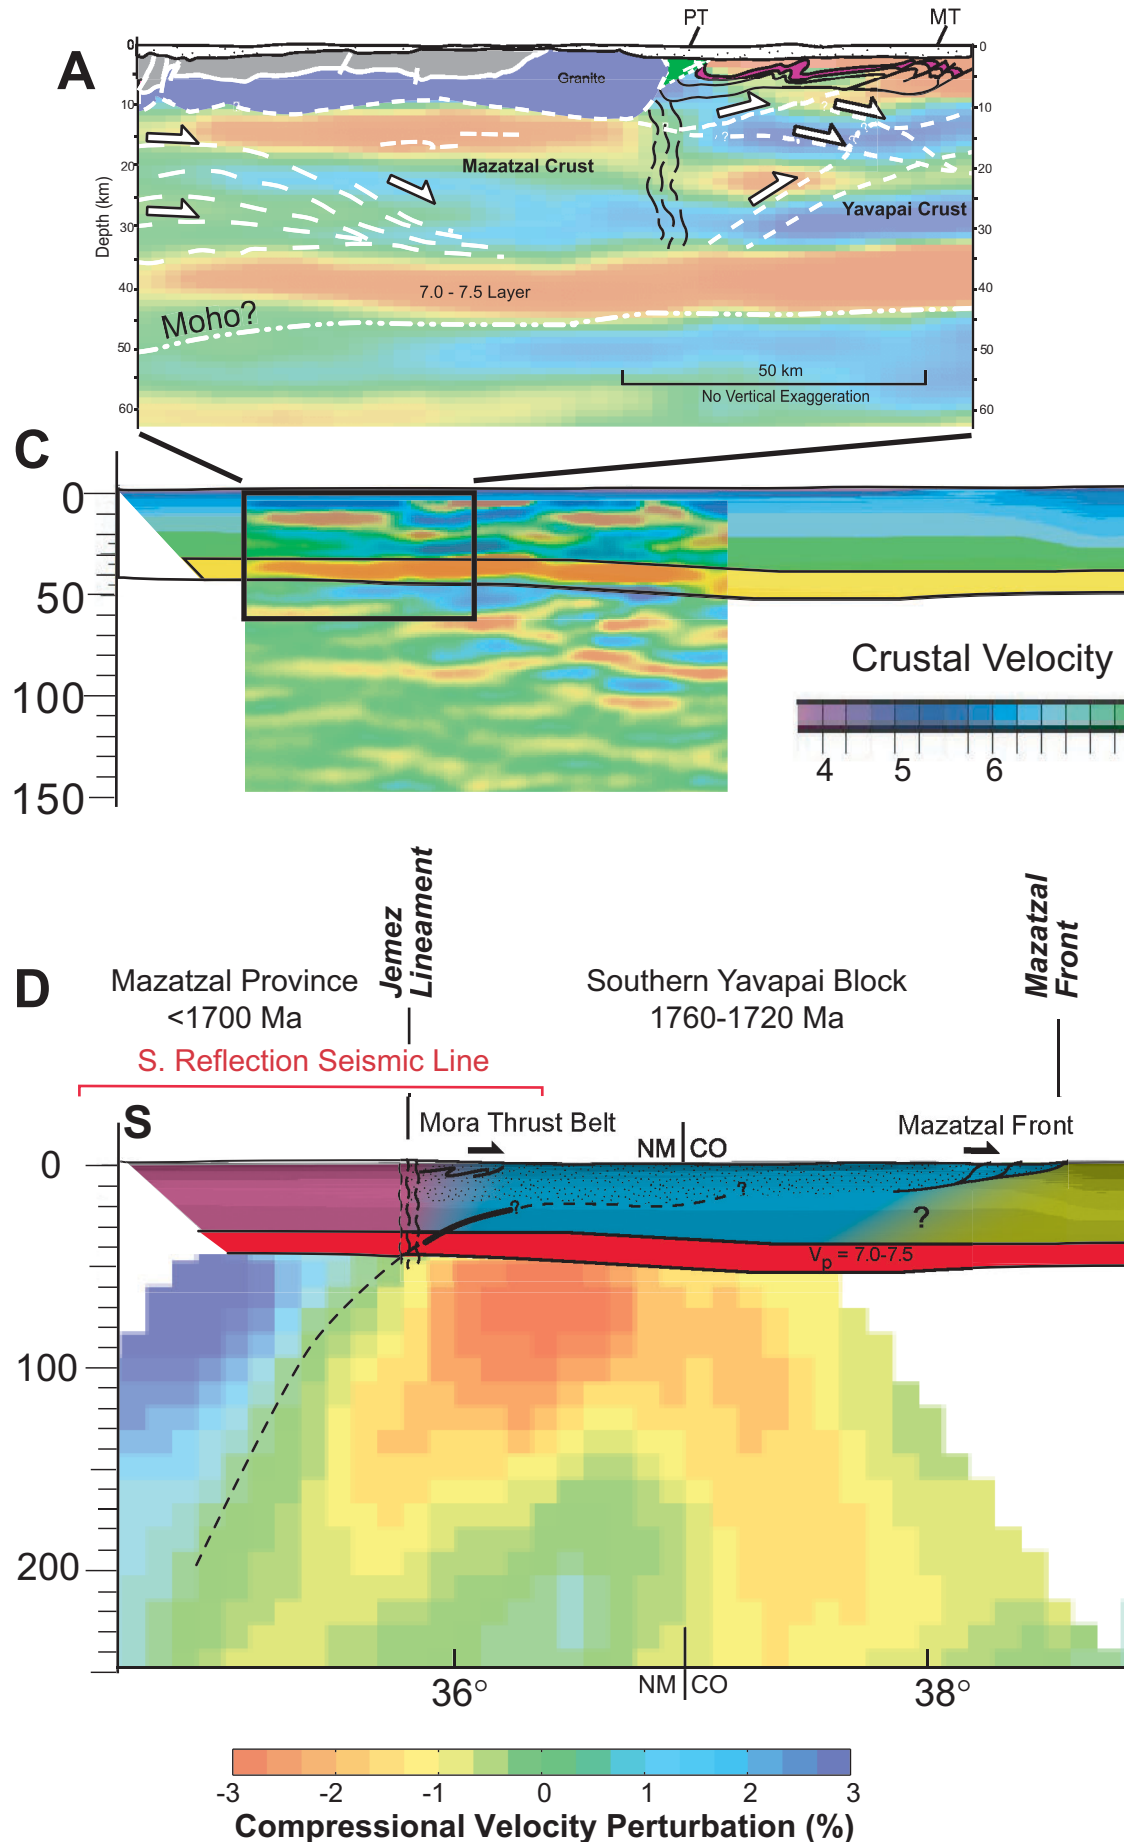 PT
MT
A
0
0
Granite
10
10
Mazatzal Crust
20
20
Depth (km)
Yavapai Crust
30
30
7.0 - 7.5 Layer
40
40
Moho?
50
50
50 km
No Vertical Exaggeration
60
60
?
?
?
?
?
C
0
50
100
150
Crustal Velocity
4
5
6
Jemez
Lineament
Mazatzal
Front
D
Mazatzal Province
<1700 Ma
Southern Yavapai Block
1760-1720 Ma
S. Reflection Seismic Line
S
Mora Thrust Belt
NM CO
Mazatzal Front
0
?
?
?
Vp = 7.0-7.5
100
200
36°
NM CO
38°
-3 -2 -1 0 1 2 3
Compressional Velocity Perturbation (%)